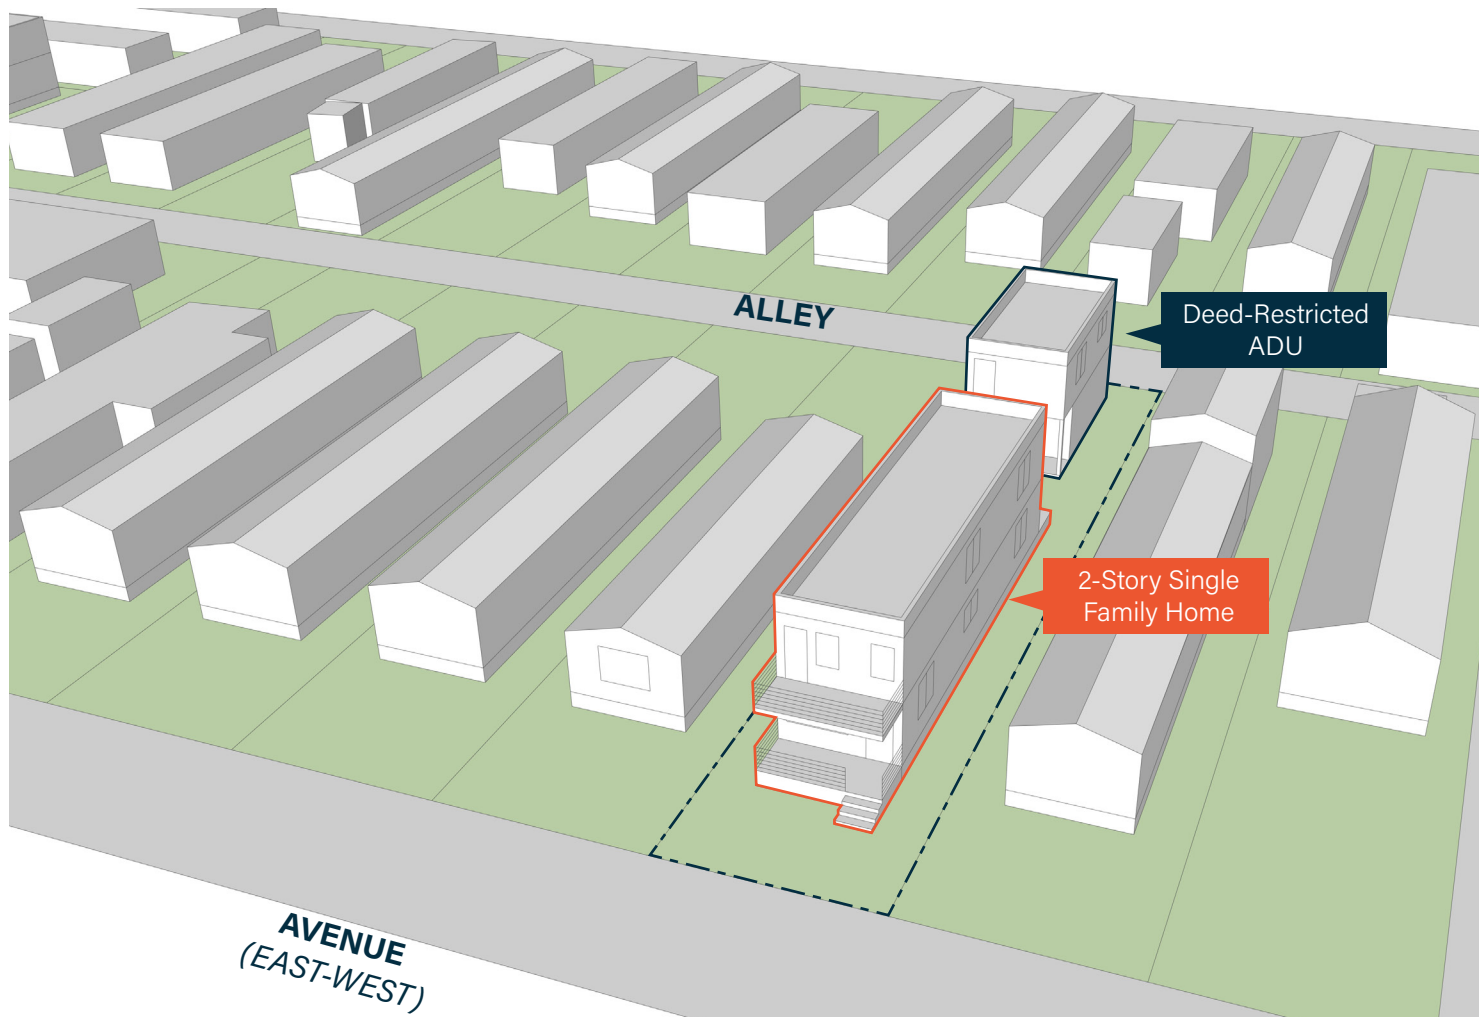 ALLEY
Deed-Restricted
ADU
2-Story Single
Family Home
AVENUE
(EAST-WEST)